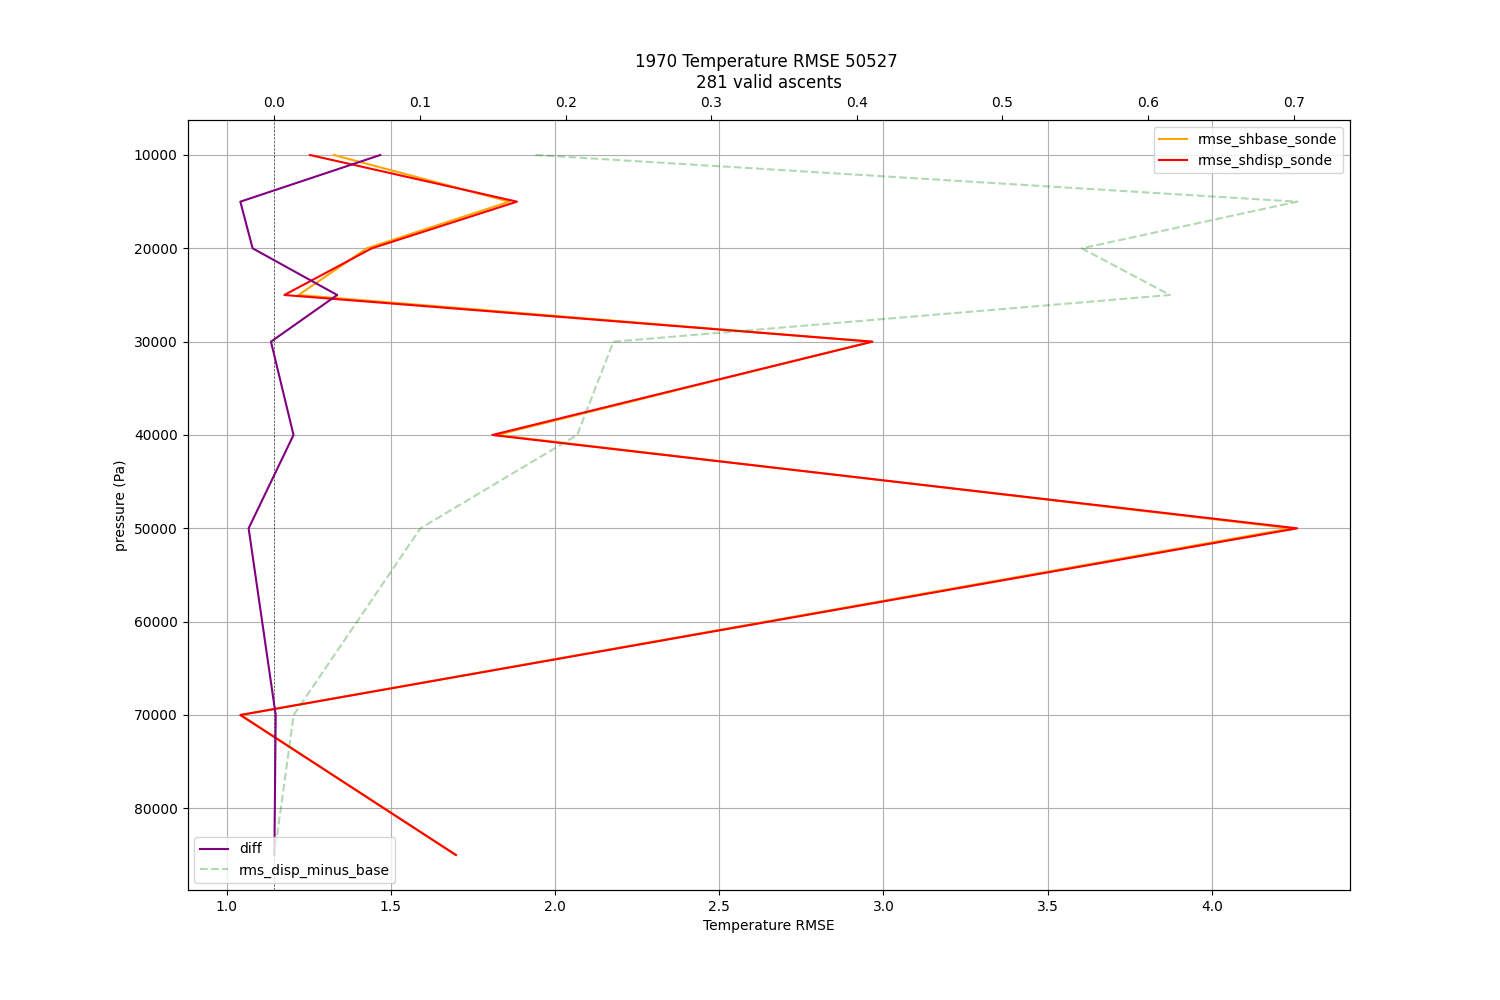 1970 Temperature RMSE 50527
281 valid ascents
0.0 0.1 0.2 0.3 0.4 0.5 0.6 0.7
rmse_shbase_sonde
rmse_shdisp_sonde
10000
20000
30000
40000
50000
60000
70000
80000
pressure (Pa)
diff
rms_disp_minus_base
1.0 1.5 2.0 2.5 3.0 3.5 4.0
Temperature RMSE